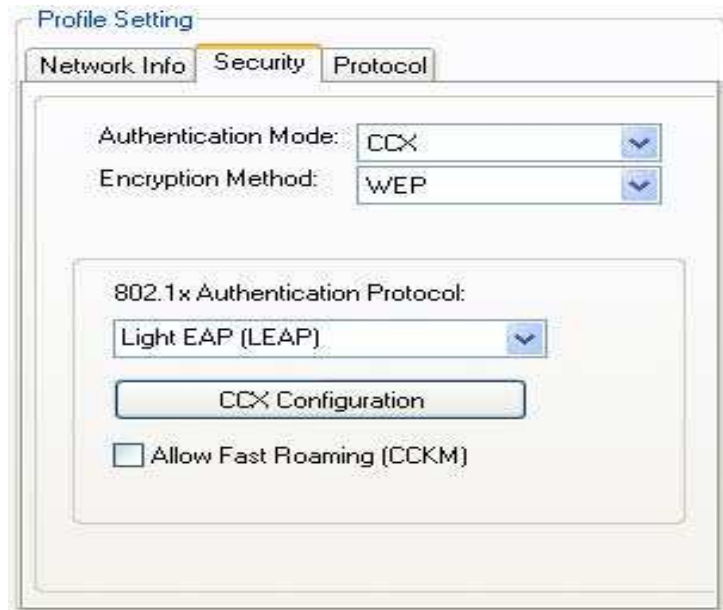 Profile Setting
Network Info Security Protocol
Authentication Mode: CCX
Encryption Method: WEP
802.1x Authentication Protocol:
Light EAP (LEAP)
CCX Configuration
Allow Fast Roaming (CCKM)